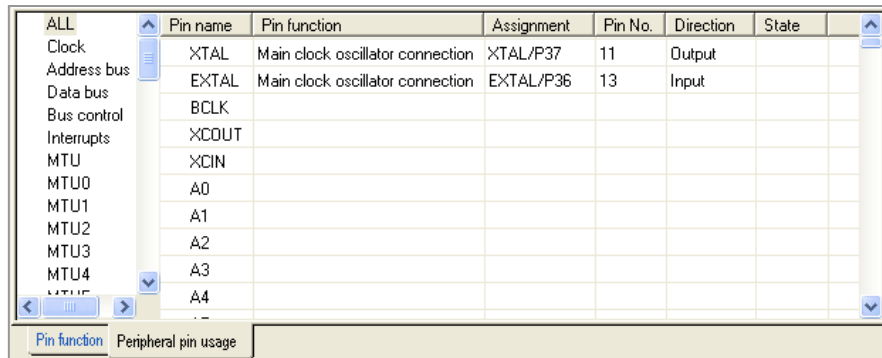 ALL
Clock
Address bus
Data bus
Bus control
Interrupts
MTU
MTU0
MTU1
MTU2
MTU3
MTU4
Pin name Pin function Assignment Pin No. Direction State
XTAL Main clock oscillator connection XTAL/P37 11 Output
EXTAL Main clock oscillator connection EXTAL/P36 13 Input
BCLK
XCOUT
XCIN
A0
A1
A2
A3
A4
Pin function Peripheral pin usage